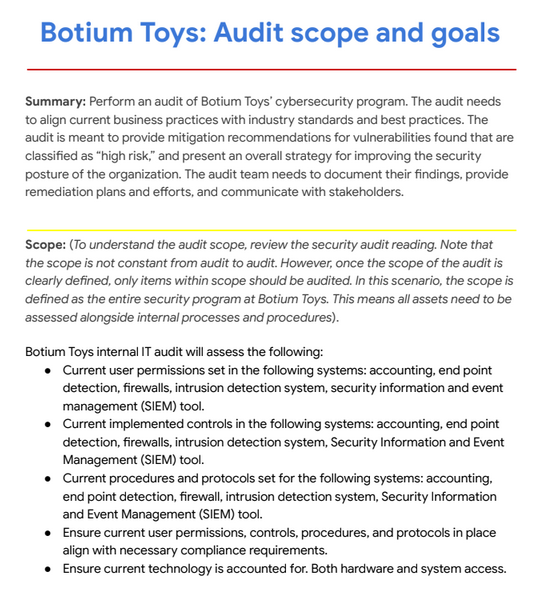 Botium Toys: Audit scope and goals
Summary: Perform an audit of Botium Toys' cybersecurity program. The audit needs
to align current business practices with industry standards and best practices. The
audit is meant to provide mitigation recommendations for vulnerabilities found that are
classified as “high risk,” and present an overall strategy for improving the security
posture of the organization. The audit team needs to document their findings, provide
remediation plans and efforts, and communicate with stakeholders.
Scope: (To understand the audit scope, review the security audit reading. Note that
the scope is not constant from audit to audit. However, once the scope of the audit is
clearly defined, only items within scope should be audited. In this scenario, the scope is
defined as the entire security program at Botium Toys. This means all assets need to be
assessed alongside internal processes and procedures).
Botium Toys internal IT audit will assess the following:
● Current user permissions set in the following systems: accounting, end point
detection, firewalls, intrusion detection system, security information and event
management (SIEM) tool.
● Current implemented controls in the following systems: accounting, end point
detection, firewalls, intrusion detection system, Security Information and Event
Management (SIEM) tool.
● Current procedures and protocols set for the following systems: accounting,
end point detection, firewall, intrusion detection system, Security Information
and Event Management (SIEM) tool.
● Ensure current user permissions, controls, procedures, and protocols in place
align with necessary compliance requirements.
● Ensure current technology is accounted for. Both hardware and system access.